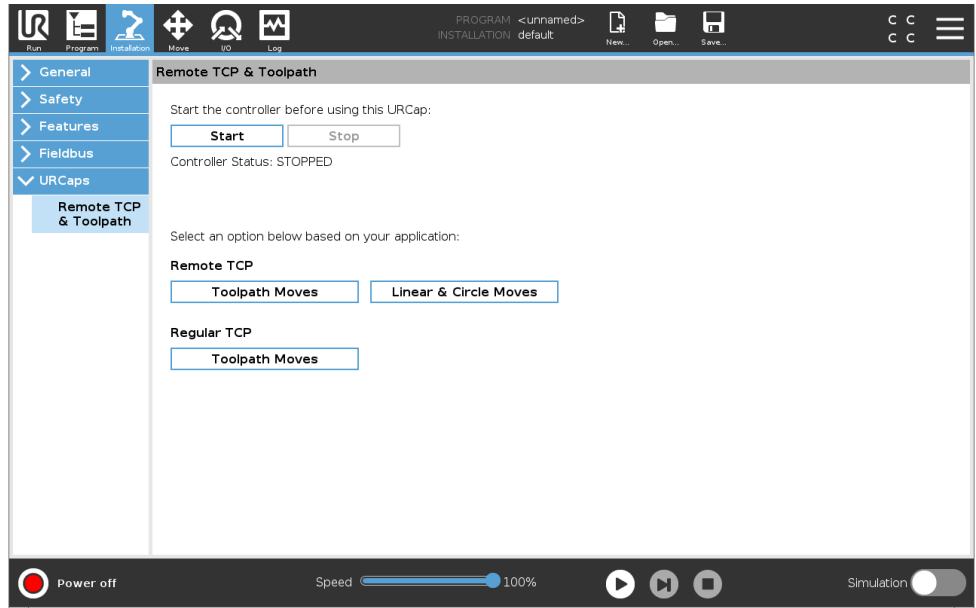 PROGRAM <unnamed>
INSTALLATION default
C C
C C
Run Program Installation Move I/O Log New... Open... Save...
General
Safety
Features
Fieldbus
URCaps
Remote TCP
& Toolpath
Remote TCP & Toolpath
Start the controller before using this URCap:
Start Stop
Controller Status: STOPPED
Select an option below based on your application:
Remote TCP
Toolpath Moves Linear & Circle Moves
Regular TCP
Toolpath Moves
Power off Speed 100% Simulation